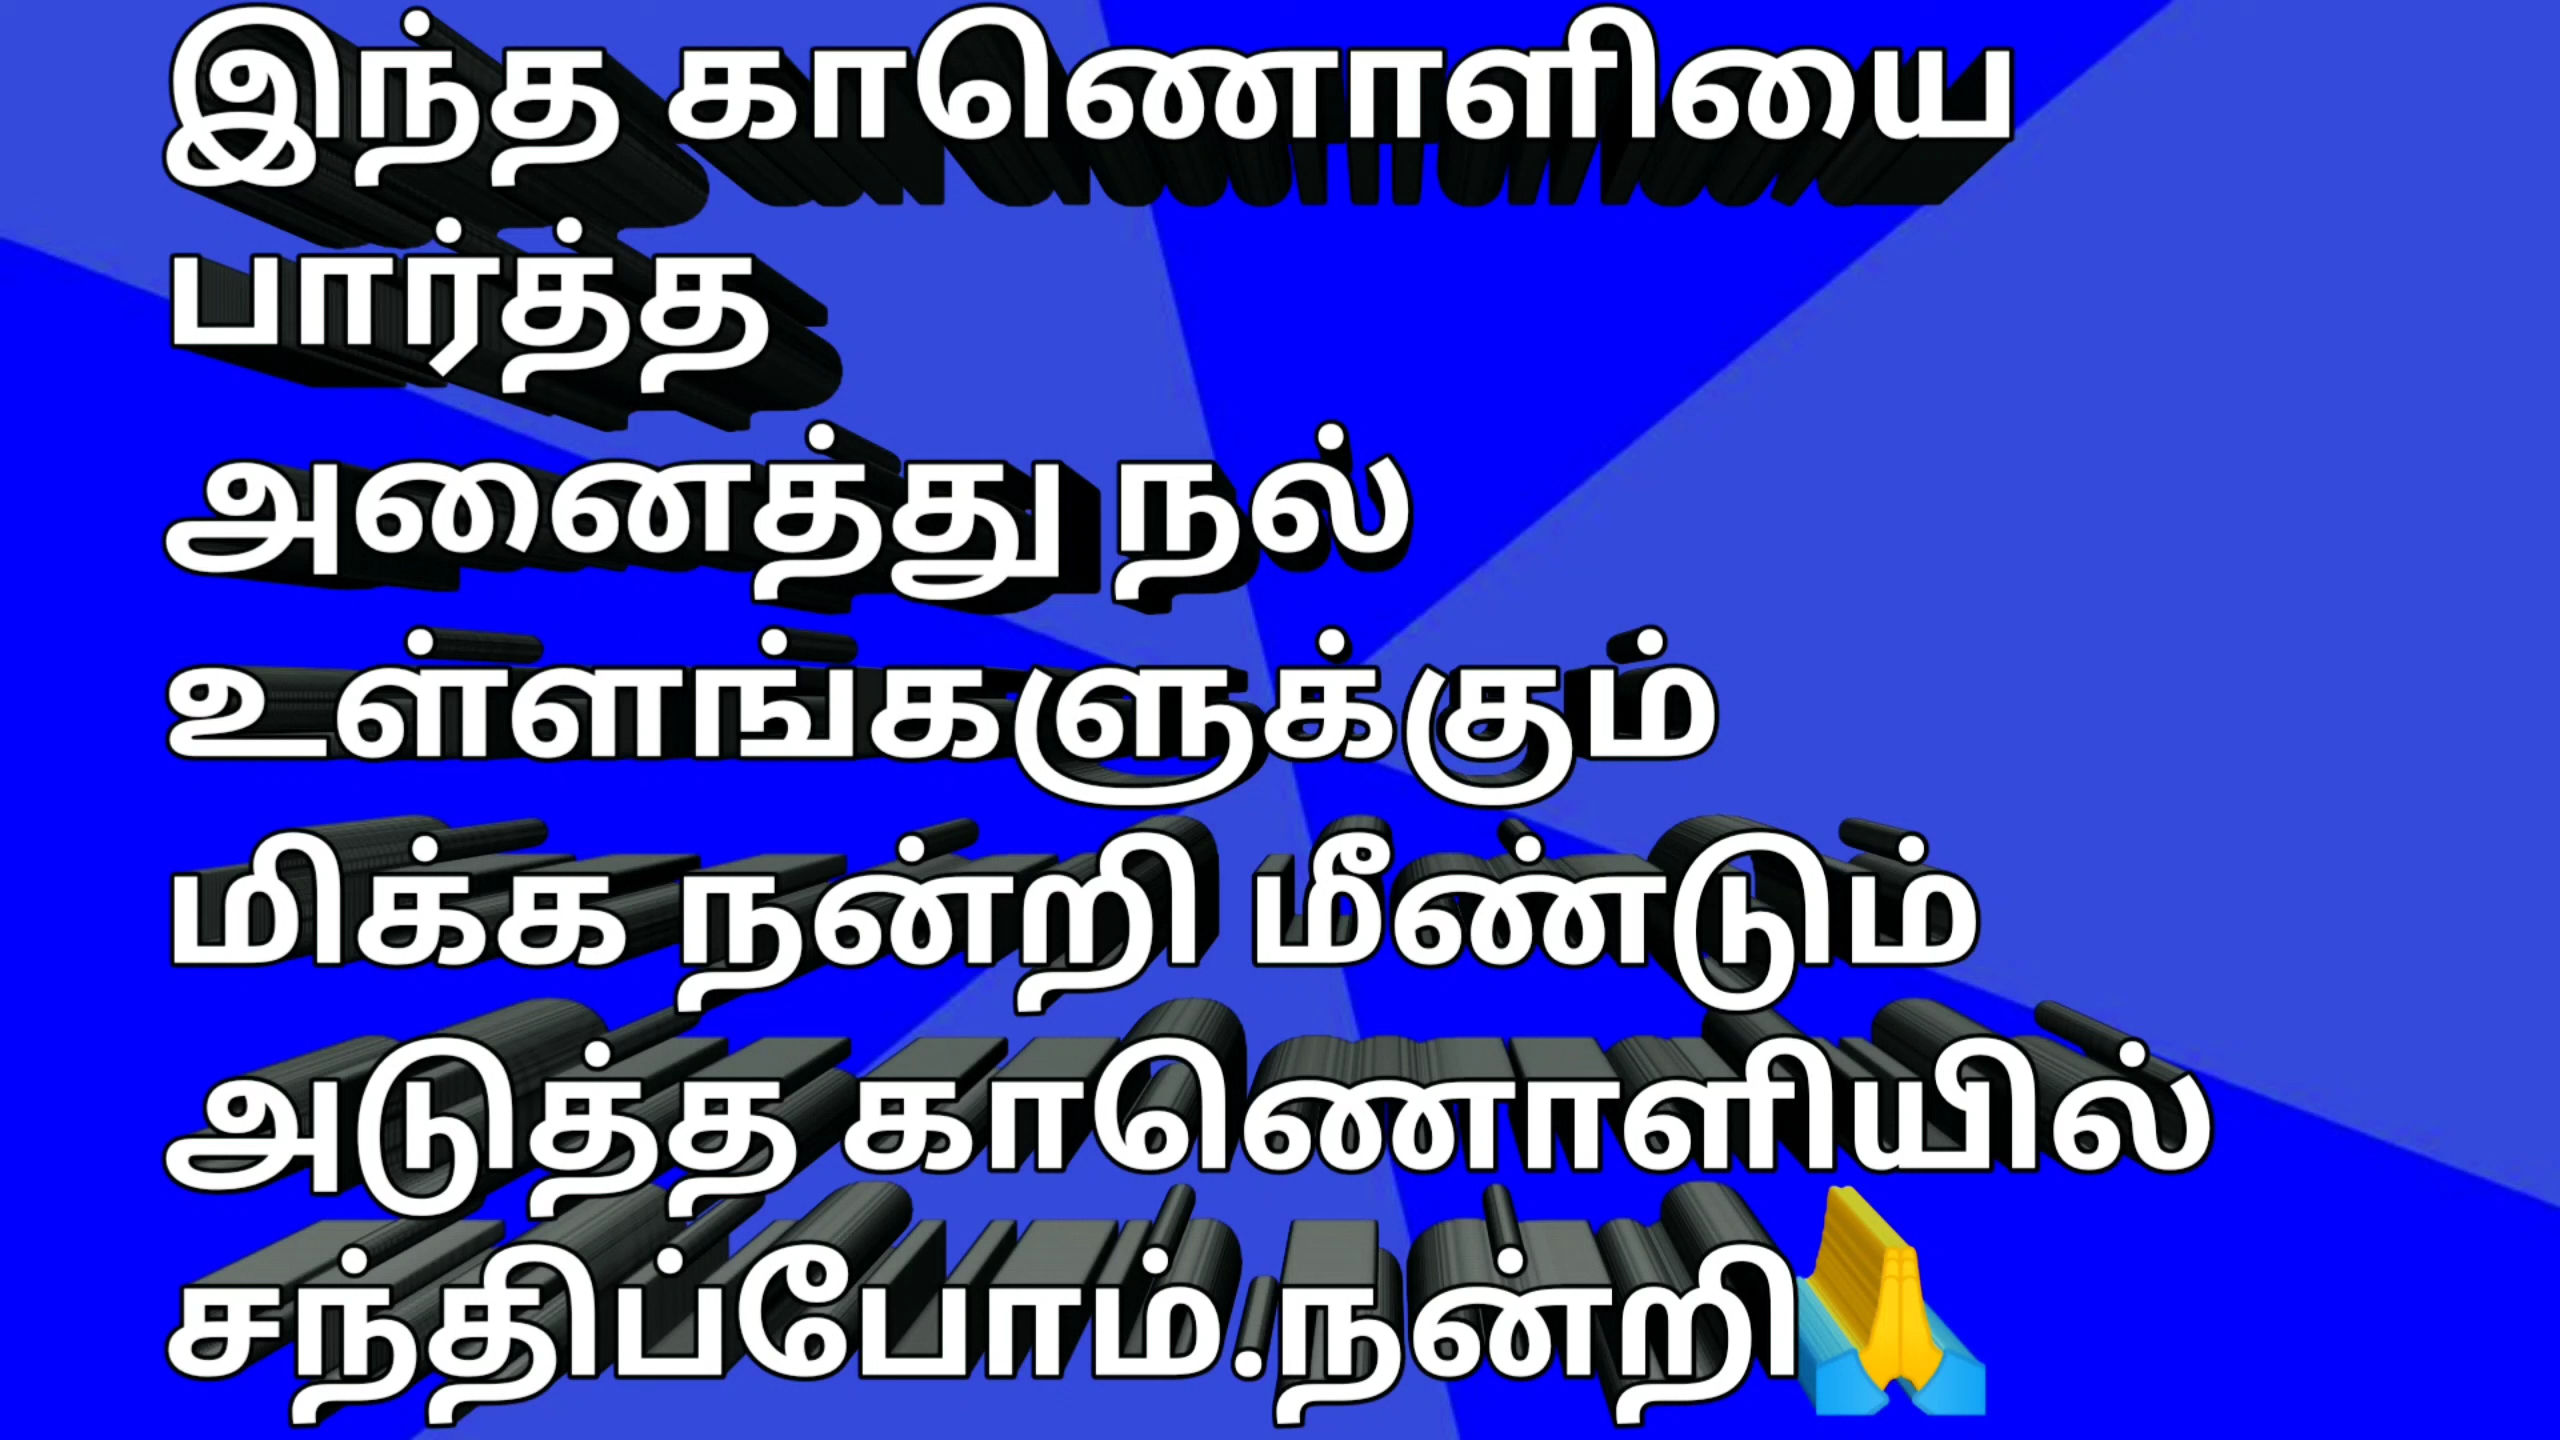 இந்த காணொளியை
பார்த்த
அனைத்து நல்
உள்ளங்களுக்கும்
மிக்க நன்றி மீண்டும்
அடுத்த காணொளியில்
சந்திப்போம்.நன்றி🙏